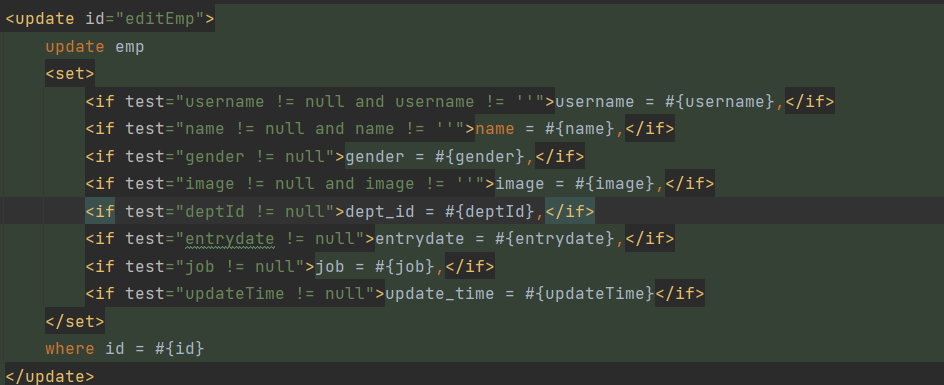 <update id="editEmp">
    update emp
    <set>
        <if test="username != null and username != ''">username = #{username},</if>
        <if test="name != null and name != ''">name = #{name},</if>
        <if test="gender != null">gender = #{gender},</if>
        <if test="image != null and image != ''">image = #{image},</if>
        <if test="deptId != null">dept_id = #{deptId},</if>
        <if test="entrydate != null">entrydate = #{entrydate},</if>
        <if test="job != null">job = #{job},</if>
        <if test="updateTime != null">update_time = #{updateTime}</if>
    </set>
    where id = #{id}
</update>